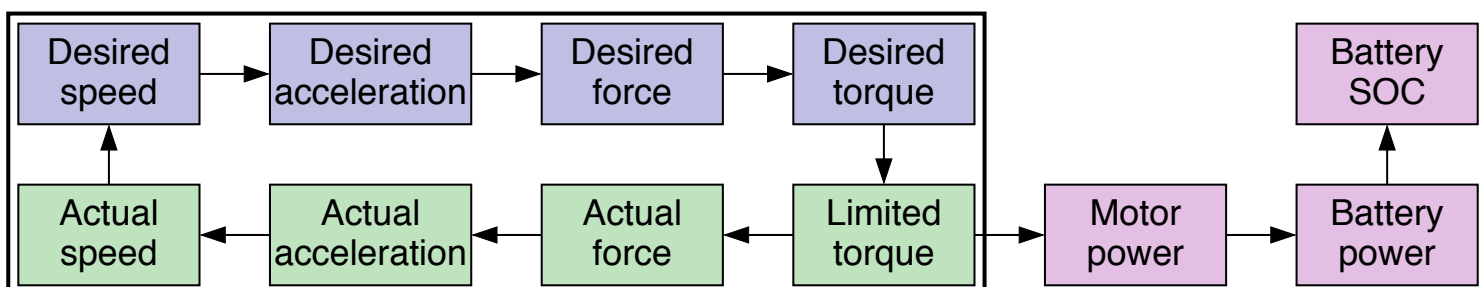 Desired
speed
Desired
acceleration
Desired
force
Desired
torque
Battery
SOC
Actual
speed
Actual
acceleration
Actual
force
Limited
torque
Motor
power
Battery
power